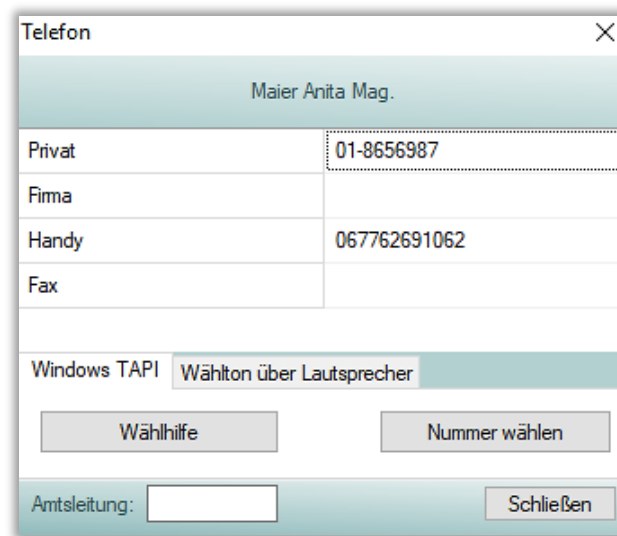 Telefon
Maier Anita Mag.
Privat 01-8656987
Firma
Handy 067762691062
Fax
Windows TAPI Wählton über Lautsprecher
Wählhilfe Nummer wählen
Amtsleitung: Schließen